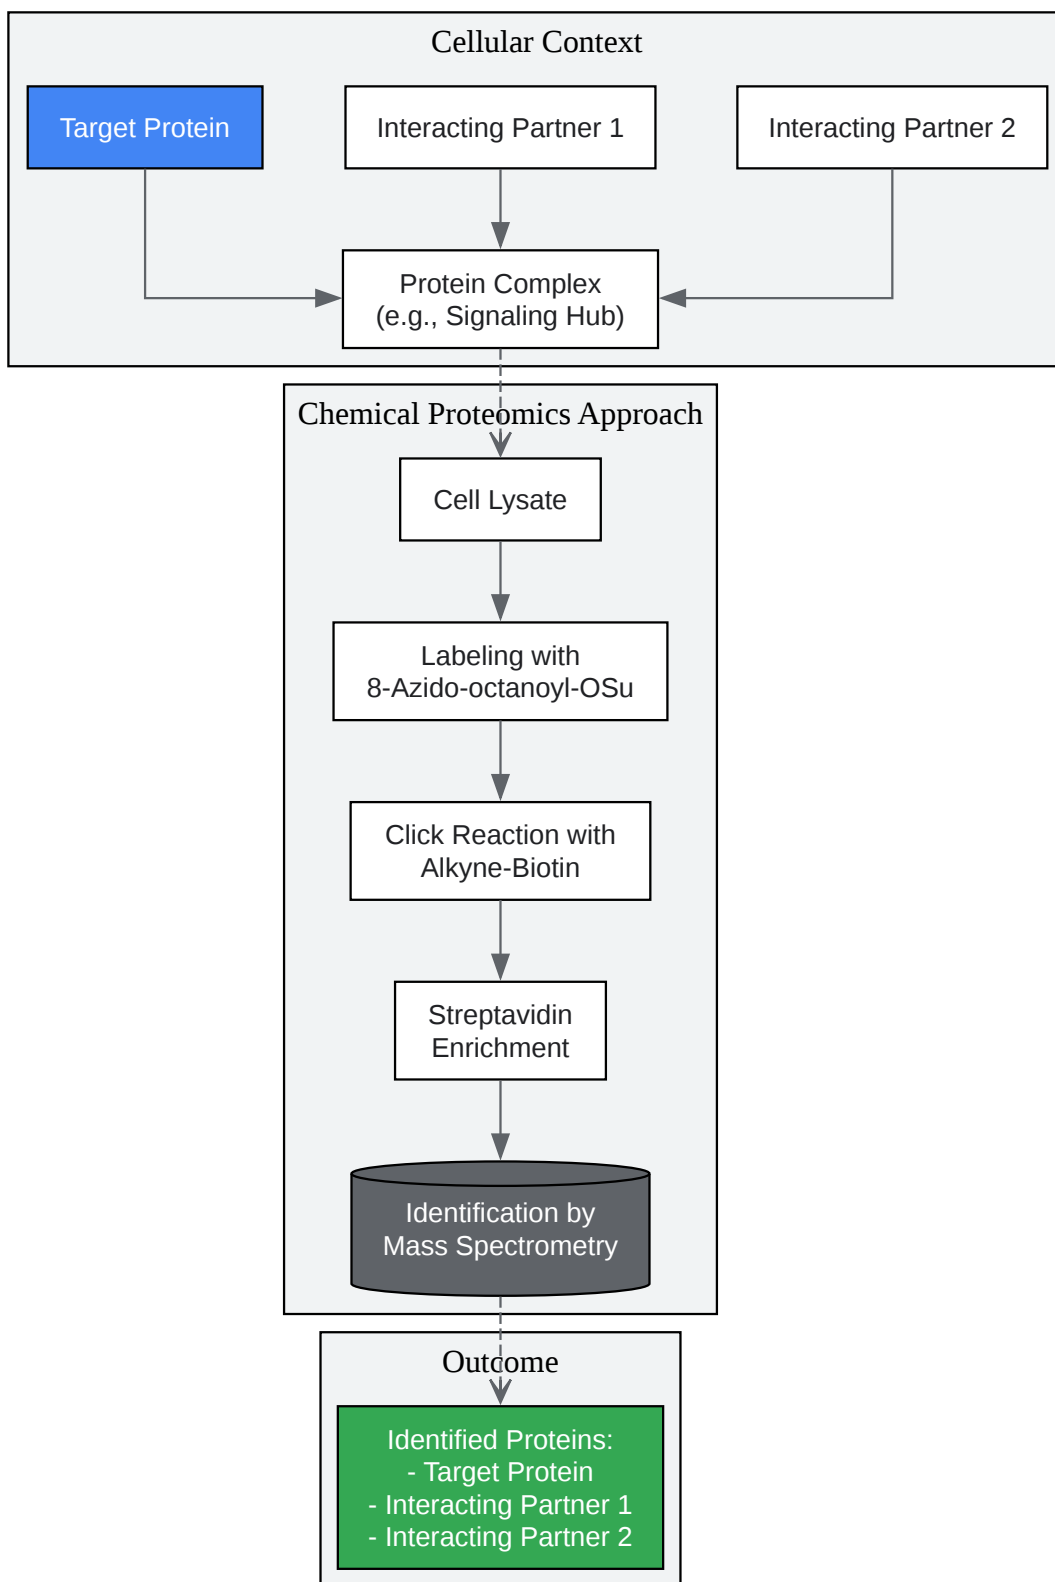 Cellular Context
Target Protein
Interacting Partner 1
Interacting Partner 2
Protein Complex
(e.g., Signaling Hub)
Chemical Proteomics Approach
Cell Lysate
Labeling with
8-Azido-octanoyl-OSu
Click Reaction with
Alkyne-Biotin
Streptavidin
Enrichment
Identification by
Mass Spectrometry
Outcome
Identified Proteins:
- Target Protein
- Interacting Partner 1
- Interacting Partner 2